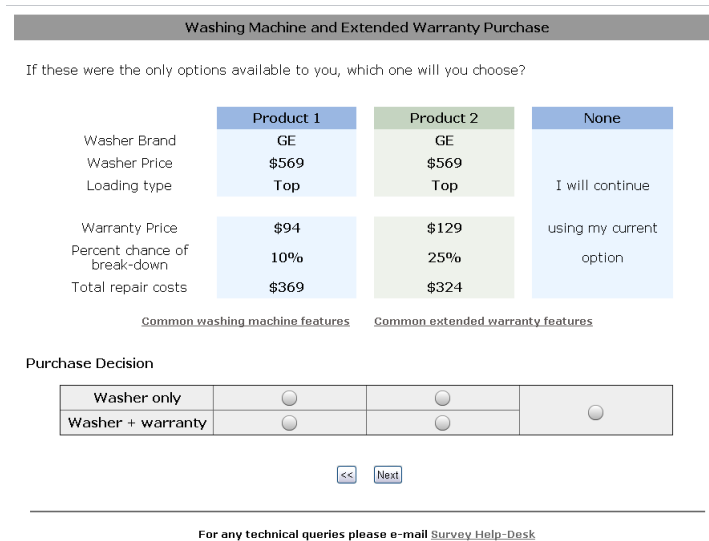 Washing Machine and Extended Warranty Purchase
If these were the only options available to you, which one will you choose?
Product 1 Product 2 None
Washer Brand GE GE
Washer Price $569 $569
Loading type Top Top I will continue
Warranty Price $94 $129 using my current
Percent chance of
break-down 10% 25% option
Total repair costs $369 $324
Common washing machine features Common extended warranty features
Purchase Decision
Washer only
Washer + warranty
<< Next
For any technical queries please e-mail Survey Help-Desk